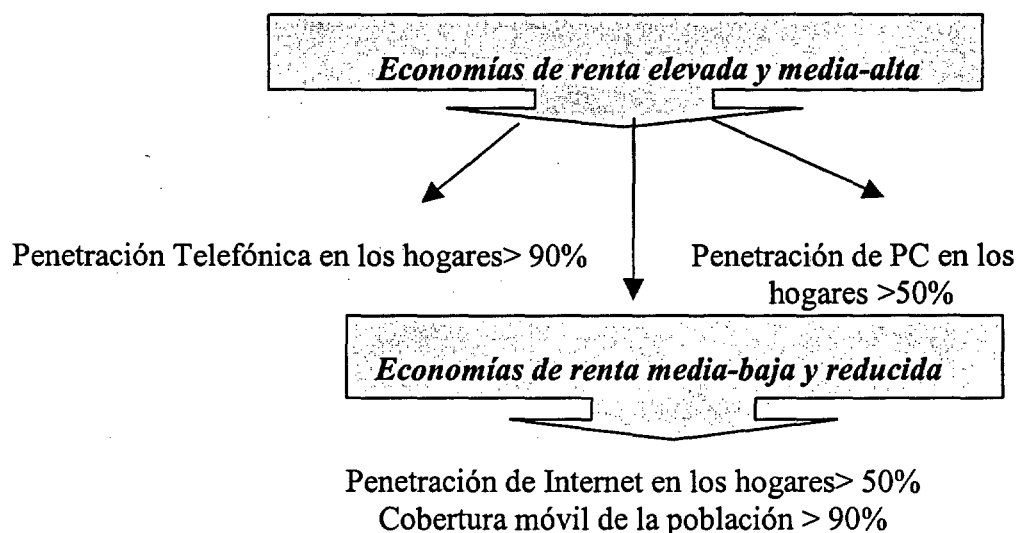 Economías de renta elevada y media-alta
Penetración Telefónica en los hogares> 90%
Penetración de PC en los
hogares >50%
Economías de renta media-baja y reducida
Penetración de Internet en los hogares> 50%
Cobertura móvil de la población > 90%